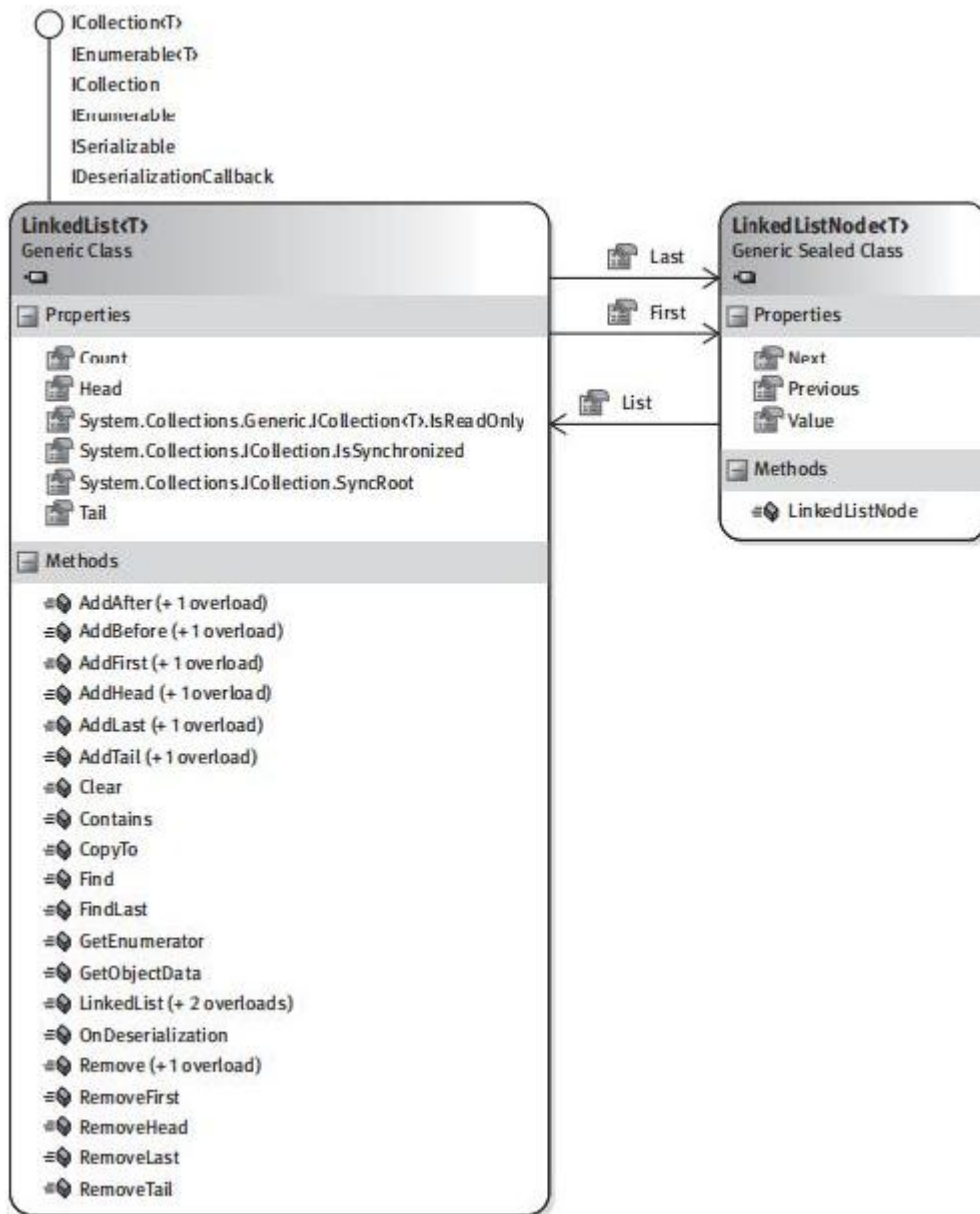 ICollection<T>
IEnumerable<T>
ICollection
IEnumerable
ISerializable
IDeserializationCallback
LinkedList<T>
Generic Class
Properties
Count
Head
System.Collections.Generic.ICollection<T>.IsReadOnly
System.Collections.ICollection.IsSynchronized
System.Collections.ICollection.SyncRoot
Tail
Methods
AddAfter (+ 1 overload)
AddBefore (+ 1 overload)
AddFirst (+ 1 overload)
AddHead (+ 1 overload)
AddLast (+ 1 overload)
AddTail (+ 1 overload)
Clear
Contains
CopyTo
Find
FindLast
GetEnumerator
GetObjectData
LinkedList (+ 2 overloads)
OnDeserialization
Remove (+ 1 overload)
RemoveFirst
RemoveHead
RemoveLast
RemoveTail
Last
First
List
LinkedListNode<T>
Generic Sealed Class
Properties
Next
Previous
Value
Methods
LinkedListNode